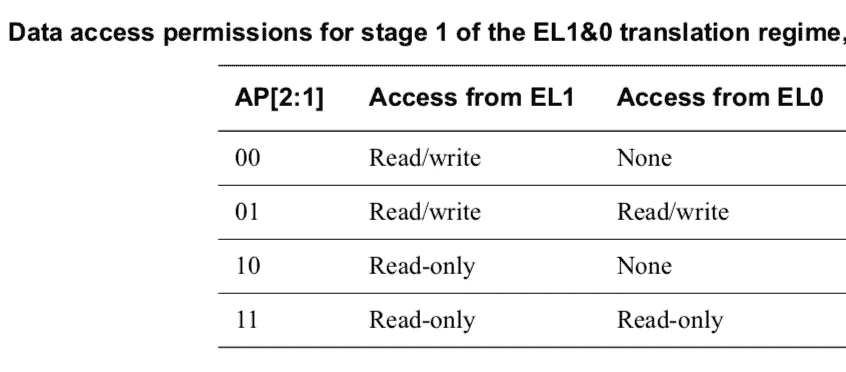 Data access permissions for stage 1 of the EL1&0 translation regime,
AP[2:1] Access from EL1 Access from EL0
00 Read/write None
01 Read/write Read/write
10 Read-only None
11 Read-only Read-only